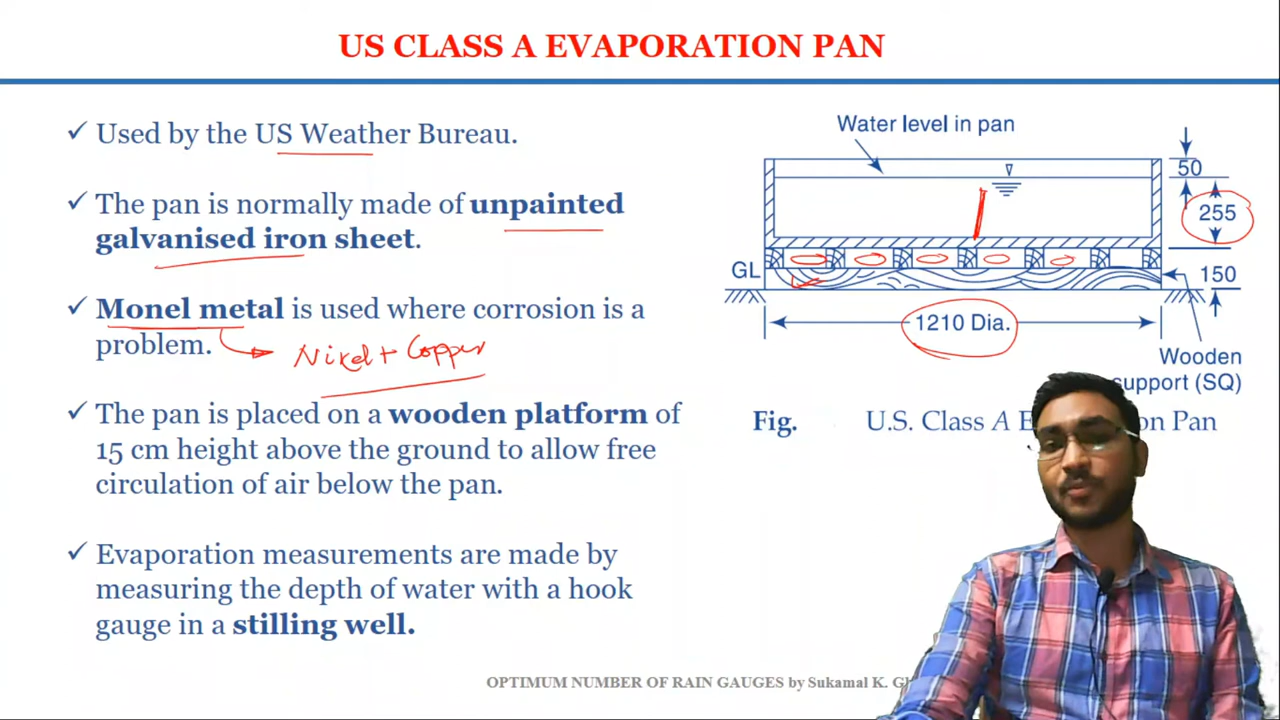 US CLASS A EVAPORATION PAN
✓ Used by the US Weather Bureau.
✓ The pan is normally made of unpainted
galvanised iron sheet.
✓ Monel metal is used where corrosion is a
problem.
Nikel + Copper
✓ The pan is placed on a wooden platform of
15 cm height above the ground to allow free
circulation of air below the pan.
✓ Evaporation measurements are made by
measuring the depth of water with a hook
gauge in a stilling well.
Water level in pan
50
255
GL
150
1210 Dia.
Wooden
support (SQ)
Fig. U.S. Class A Pan
OPTIMUM NUMBER OF RAIN GAUGES by Sukamal K.